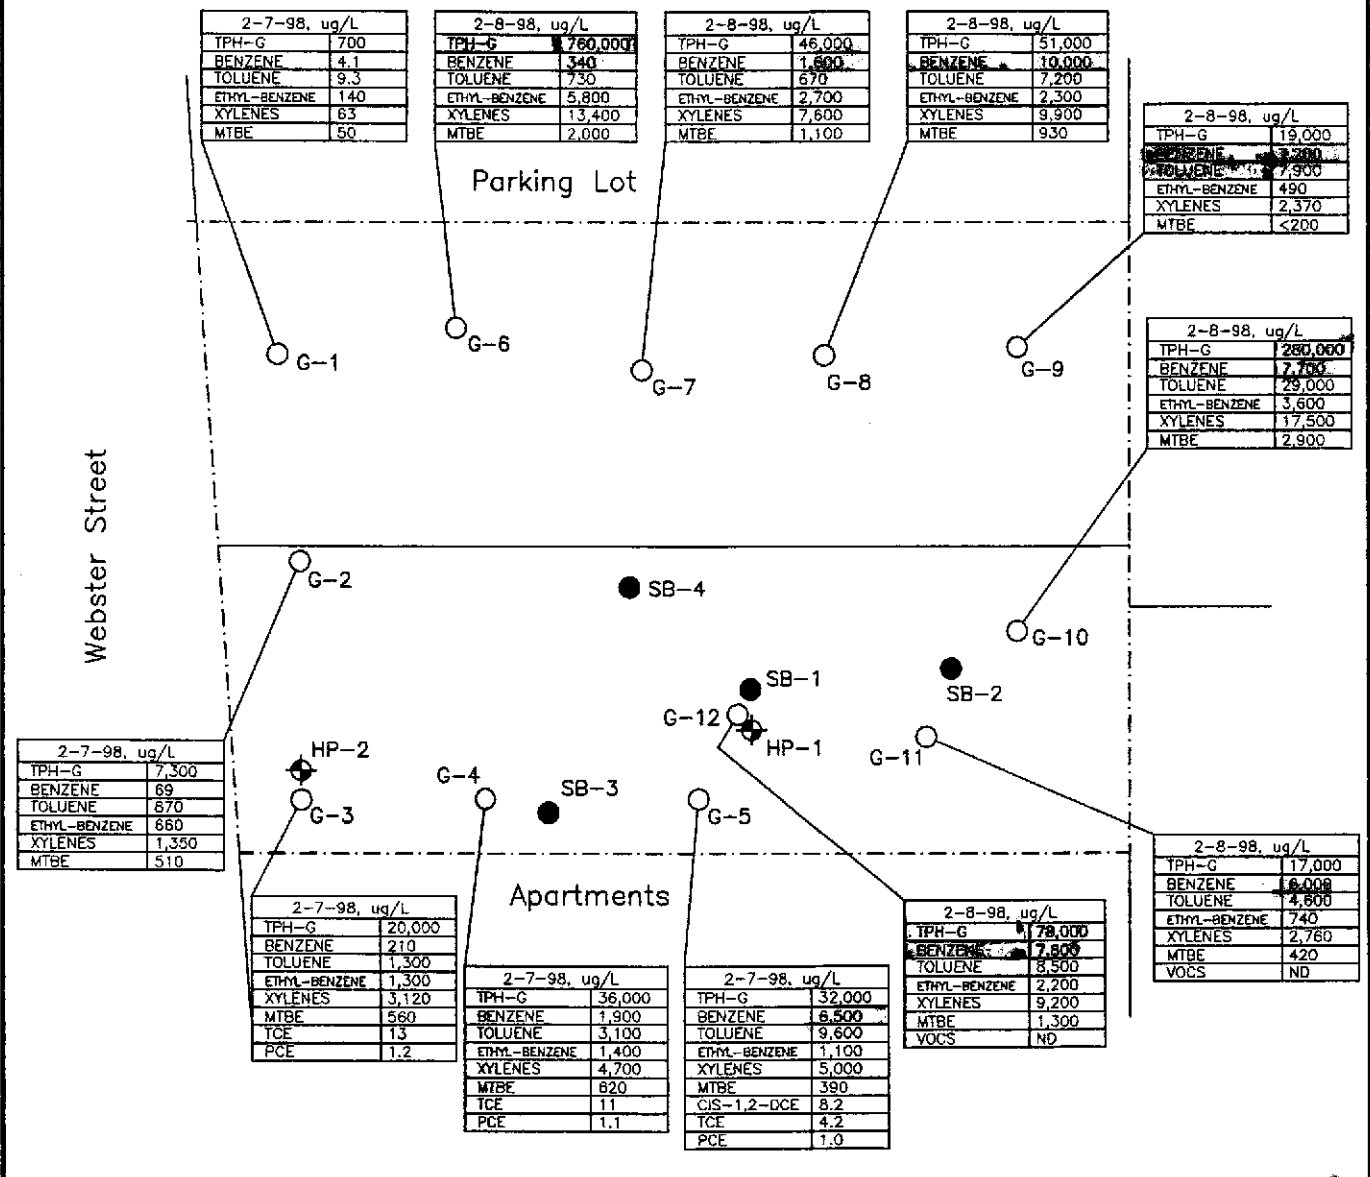 2-7-98, ug/L
TPH-G 700
BENZENE 4.1
TOLUENE 9.3
ETHYL-BENZENE 140
XYLENES 63
MTBE 50
2-8-98, ug/L
TPH-G 760,000
BENZENE 340
TOLUENE 730
ETHYL-BENZENE 5,800
XYLENES 13,400
MTBE 2,000
2-8-98, ug/L
TPH-G 46,000
BENZENE 1,600
TOLUENE 670
ETHYL-BENZENE 2,700
XYLENES 7,600
MTBE 1,100
2-8-98, ug/L
TPH-G 51,000
BENZENE 10,000
TOLUENE 7,200
ETHYL-BENZENE 2,300
XYLENES 9,900
MTBE 930
2-8-98, ug/L
TPH-G 19,000
BENZENE
TOLUENE 7,900
ETHYL-BENZENE 490
XYLENES 2,370
MTBE <200
Parking Lot
G-1
G-6
G-7
G-8
G-9
2-8-98, ug/L
TPH-G 280,000
BENZENE 7,700
TOLUENE 29,000
ETHYL-BENZENE 3,600
XYLENES 17,500
MTBE 2,900
Webster Street
G-2
SB-4
G-10
SB-1
SB-2
G-12
HP-1
G-11
HP-2
G-4
SB-3
G-3
G-5
2-7-98, ug/L
TPH-G 7,300
BENZENE 69
TOLUENE 670
ETHYL-BENZENE 660
XYLENES 1,350
MTBE 510
Apartments
2-7-98, ug/L
TPH-G 20,000
BENZENE 210
TOLUENE 1,300
ETHYL-BENZENE 1,300
XYLENES 3,120
MTBE 560
TCE 13
PCE 1.2
2-7-98, ug/L
TPH-G 36,000
BENZENE 1,900
TOLUENE 3,100
ETHYL-BENZENE 1,400
XYLENES 4,700
MTBE 620
TCE 11
PCE 1.1
2-7-98, ug/L
TPH-G 32,000
BENZENE 6,500
TOLUENE 9,600
ETHYL-BENZENE 1,100
XYLENES 5,000
MTBE 390
CIS-1,2-DCE 8.2
TCE 4.2
PCE 1.0
2-8-98, ug/L
TPH-G 78,000
BENZENE 7,800
TOLUENE 8,500
ETHYL-BENZENE 2,200
XYLENES 9,200
MTBE 1,300
VOCS ND
2-8-98, ug/L
TPH-G 17,000
BENZENE 6,000
TOLUENE 4,600
ETHYL-BENZENE 740
XYLENES 2,760
MTBE 420
VOCS ND